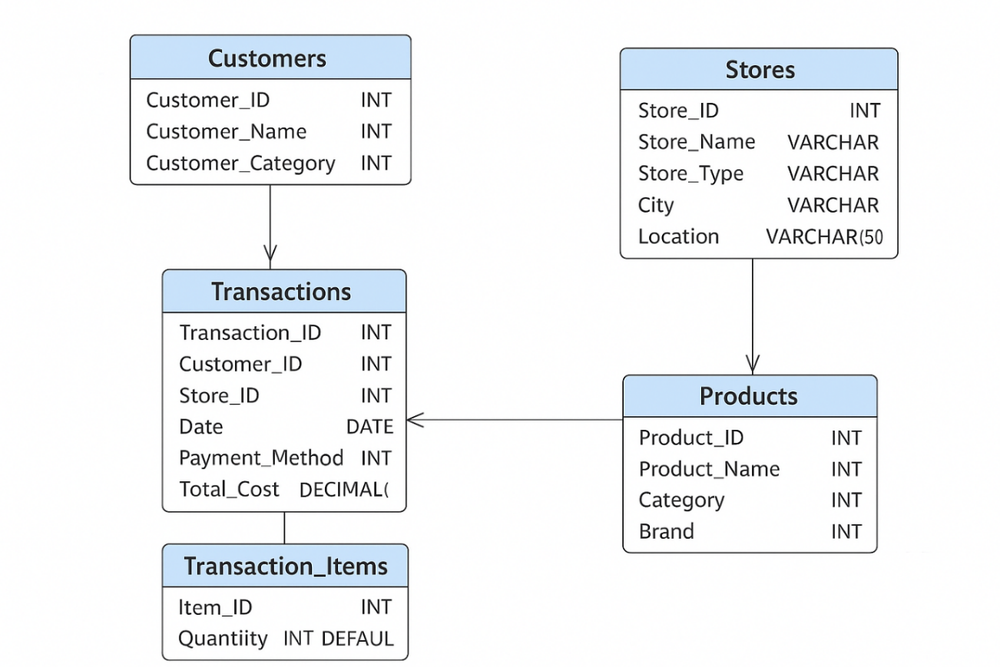 Customers
Customer_ID INT
Customer_Name INT
Customer_Category INT
Stores
Store_ID INT
Store_Name VARCHAR
Store_Type VARCHAR
City VARCHAR
Location VARCHAR(50
Transactions
Transaction_ID INT
Customer_ID INT
Store_ID INT
Date DATE
Payment_Method INT
Total_Cost DECIMAL(
Products
Product_ID INT
Product_Name INT
Category INT
Brand INT
Transaction_Items
Item_ID INT
Quantiity INT DEFAUL